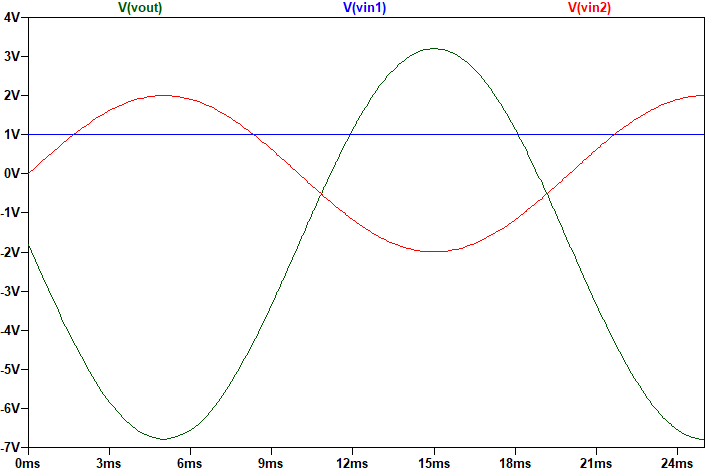 V(vout) V(vin1) V(vin2)
4V
3V
2V
1V
0V
-1V
-2V
-3V
-4V
-5V
-6V
-7V
0ms 3ms 6ms 9ms 12ms 15ms 18ms 21ms 24ms